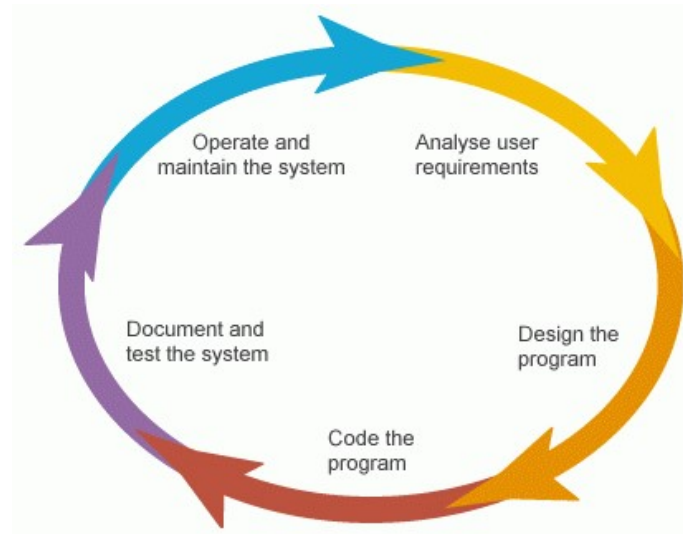 Operate and
maintain the system
Analyse user
requirements
Design the
program
Code the
program
Document and
test the system